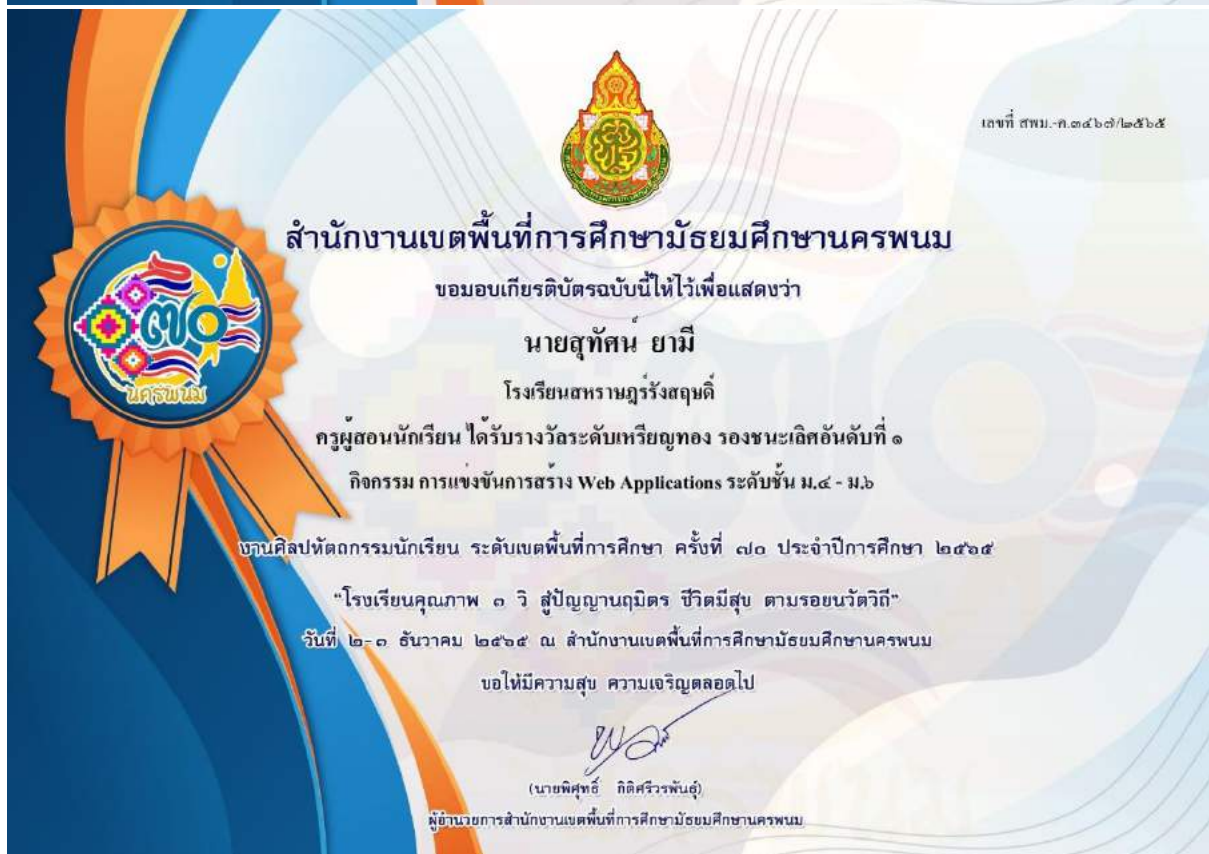 เลขที่ สพม.-ค.๓๔๖๗/๒๕๖๕
สำนักงานเขตพื้นที่การศึกษามัธยมศึกษานครพนม
ขอมอบเกียรติบัตรฉบับนี้ให้ไว้เพื่อแสดงว่า
นายสุทัศน์ ยามี
โรงเรียนสหราษฎร์รังสฤษดิ์
ครูผู้สอนนักเรียน ได้รับรางวัลระดับเหรียญทอง รองชนะเลิศอันดับที่ ๑
กิจกรรม การแข่งขันการสร้าง Web Applications ระดับชั้น ม.๔ - ม.๖
๗๐
นครพนม
งานศิลปหัตถกรรมนักเรียน ระดับเขตพื้นที่การศึกษา ครั้งที่ ๗๐ ประจำปีการศึกษา ๒๕๖๕
"โรงเรียนคุณภาพ ๓ วิ สู่ปัญญานฤมิตร ชีวิตมีสุข ตามรอยนวัตวิถี"
วันที่ ๒-๓ ธันวาคม ๒๕๖๕ ณ สำนักงานเขตพื้นที่การศึกษามัธยมศึกษานครพนม
ขอให้มีความสุข ความเจริญตลอดไป
(นายพิศุทธิ์ กิติศรีวรพันธุ์)
ผู้อำนวยการสำนักงานเขตพื้นที่การศึกษามัธยมศึกษานครพนม